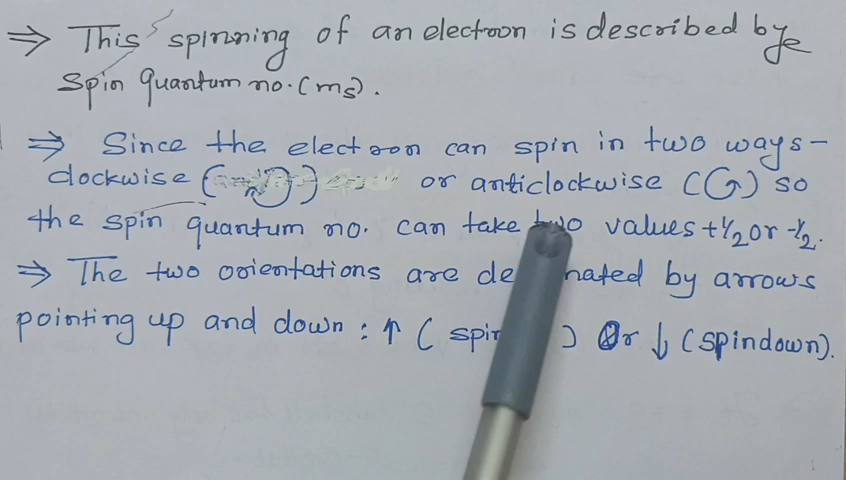 ⇒ This spinning of an electron is described by
Spin Quantum no. (ms).
⇒ Since the electron can spin in two ways-
clockwise ( ) or anticlockwise ( ) so
the spin quantum no. can take two values +1/2 or -1/2.
⇒ The two orientations are de nated by arrows
pointing up and down : ↑ ( spin ) Or ↓ (spindown).